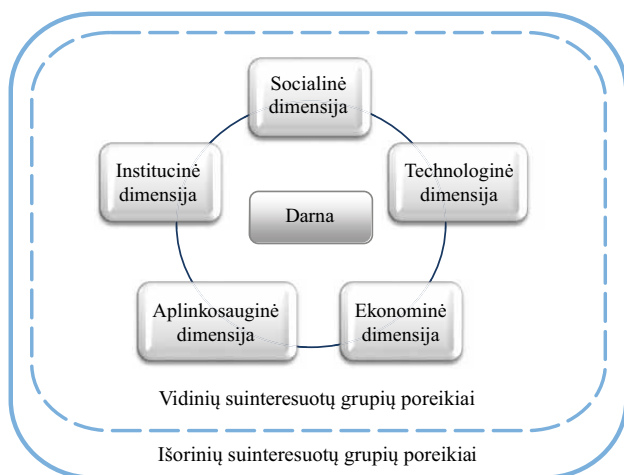 Socialinė
dimensija
Institucinė
dimensija
Technologinė
dimensija
Darna
Aplinkosauginė
dimensija
Ekonominė
dimensija
Vidinių suinteresuotų grupių poreikiai
Išorinių suinteresuotų grupių poreikiai